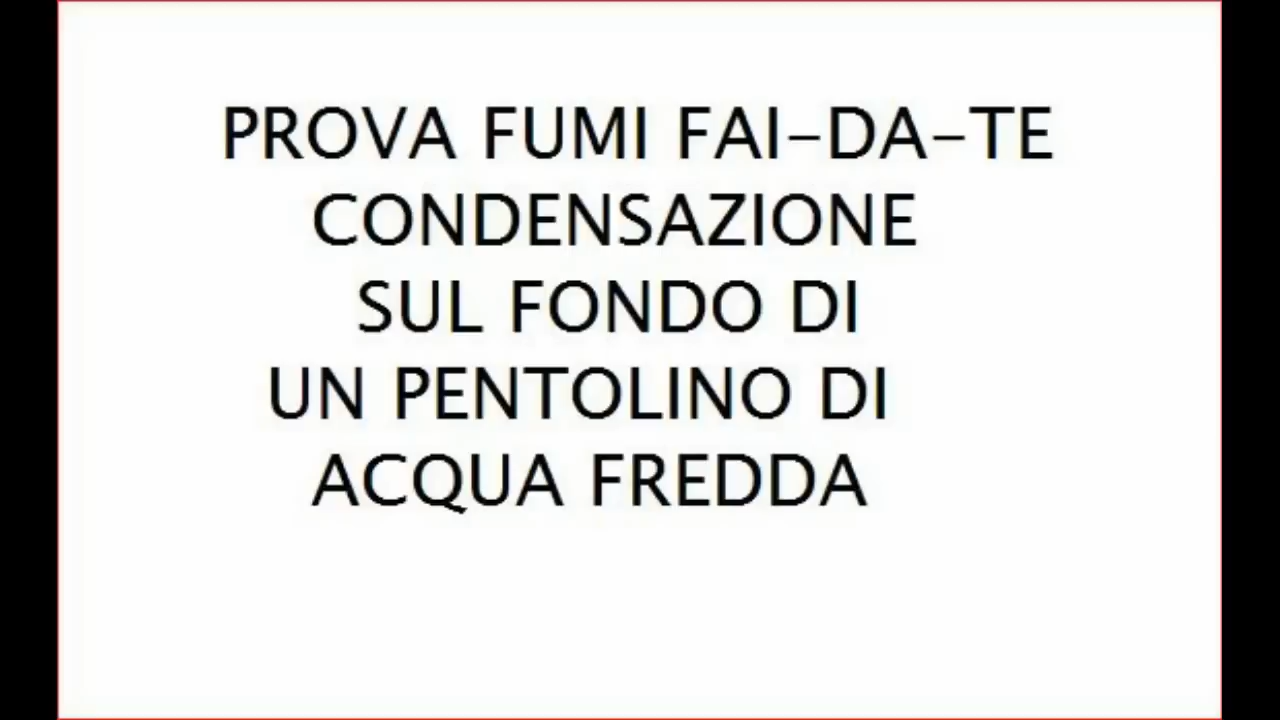 PROVA FUMI FAI-DA-TE
CONDENSAZIONE
SUL FONDO DI
UN PENTOLINO DI
ACQUA FREDDA